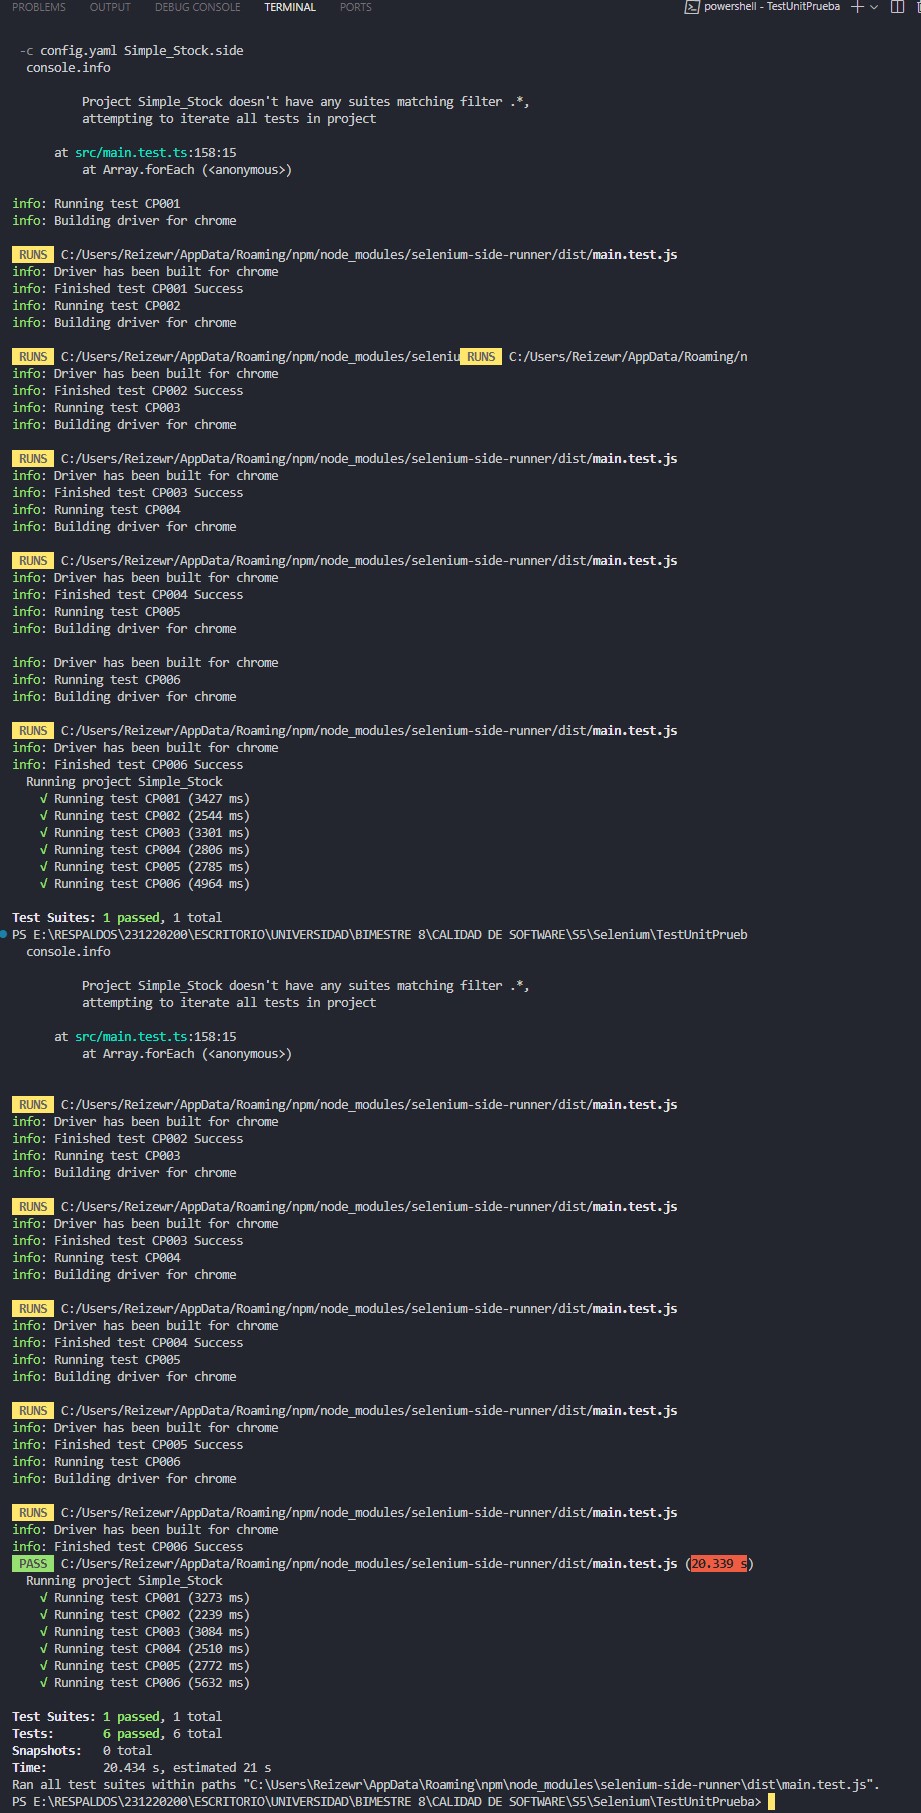 PROBLEMS OUTPUT DEBUG CONSOLE TERMINAL PORTS powershell - TestUnitPrueba
-c config.yaml Simple_Stock.side
console.info
Project Simple_Stock doesn't have any suites matching filter .*,
attempting to iterate all tests in project
at src/main.test.ts:158:15
at Array.forEach (<anonymous>)
info: Running test CP001
info: Building driver for chrome
RUNS C:/Users/Reizewr/AppData/Roaming/npm/node_modules/selenium-side-runner/dist/main.test.js
info: Driver has been built for chrome
info: Finished test CP001 Success
info: Running test CP002
info: Building driver for chrome
RUNS C:/Users/Reizewr/AppData/Roaming/npm/node_modules/seleniu RUNS C:/Users/Reizewr/AppData/Roaming/n
info: Driver has been built for chrome
info: Finished test CP002 Success
info: Running test CP003
info: Building driver for chrome
RUNS C:/Users/Reizewr/AppData/Roaming/npm/node_modules/selenium-side-runner/dist/main.test.js
info: Driver has been built for chrome
info: Finished test CP003 Success
info: Running test CP004
info: Building driver for chrome
RUNS C:/Users/Reizewr/AppData/Roaming/npm/node_modules/selenium-side-runner/dist/main.test.js
info: Driver has been built for chrome
info: Finished test CP004 Success
info: Running test CP005
info: Building driver for chrome
info: Driver has been built for chrome
info: Running test CP006
info: Building driver for chrome
RUNS C:/Users/Reizewr/AppData/Roaming/npm/node_modules/selenium-side-runner/dist/main.test.js
info: Driver has been built for chrome
info: Finished test CP006 Success
Running project Simple_Stock
√ Running test CP001 (3427 ms)
√ Running test CP002 (2544 ms)
√ Running test CP003 (3301 ms)
√ Running test CP004 (2806 ms)
√ Running test CP005 (2785 ms)
√ Running test CP006 (4964 ms)
Test Suites: 1 passed, 1 total
PS E:\RESPALDOS\231220200\ESCRITORIO\UNIVERSIDAD\BIMESTRE 8\CALIDAD DE SOFTWARE\S5\Selenium\TestUnitPrueb
console.info
Project Simple_Stock doesn't have any suites matching filter .*,
attempting to iterate all tests in project
at src/main.test.ts:158:15
at Array.forEach (<anonymous>)
RUNS C:/Users/Reizewr/AppData/Roaming/npm/node_modules/selenium-side-runner/dist/main.test.js
info: Driver has been built for chrome
info: Finished test CP002 Success
info: Running test CP003
info: Building driver for chrome
RUNS C:/Users/Reizewr/AppData/Roaming/npm/node_modules/selenium-side-runner/dist/main.test.js
info: Driver has been built for chrome
info: Finished test CP003 Success
info: Running test CP004
info: Building driver for chrome
RUNS C:/Users/Reizewr/AppData/Roaming/npm/node_modules/selenium-side-runner/dist/main.test.js
info: Driver has been built for chrome
info: Finished test CP004 Success
info: Running test CP005
info: Building driver for chrome
RUNS C:/Users/Reizewr/AppData/Roaming/npm/node_modules/selenium-side-runner/dist/main.test.js
info: Driver has been built for chrome
info: Finished test CP005 Success
info: Running test CP006
info: Building driver for chrome
RUNS C:/Users/Reizewr/AppData/Roaming/npm/node_modules/selenium-side-runner/dist/main.test.js
info: Driver has been built for chrome
info: Finished test CP006 Success
PASS C:/Users/Reizewr/AppData/Roaming/npm/node_modules/selenium-side-runner/dist/main.test.js (20.339 s)
Running project Simple_Stock
√ Running test CP001 (3273 ms)
√ Running test CP002 (2239 ms)
√ Running test CP003 (3084 ms)
√ Running test CP004 (2510 ms)
√ Running test CP005 (2772 ms)
√ Running test CP006 (5632 ms)
Test Suites: 1 passed, 1 total
Tests: 6 passed, 6 total
Snapshots: 0 total
Time: 20.434 s, estimated 21 s
Ran all test suites within paths "C:\Users\Reizewr\AppData\Roaming\npm\node_modules\selenium-side-runner\dist\main.test.js".
PS E:\RESPALDOS\231220200\ESCRITORIO\UNIVERSIDAD\BIMESTRE 8\CALIDAD DE SOFTWARE\S5\Selenium\TestUnitPrueba>